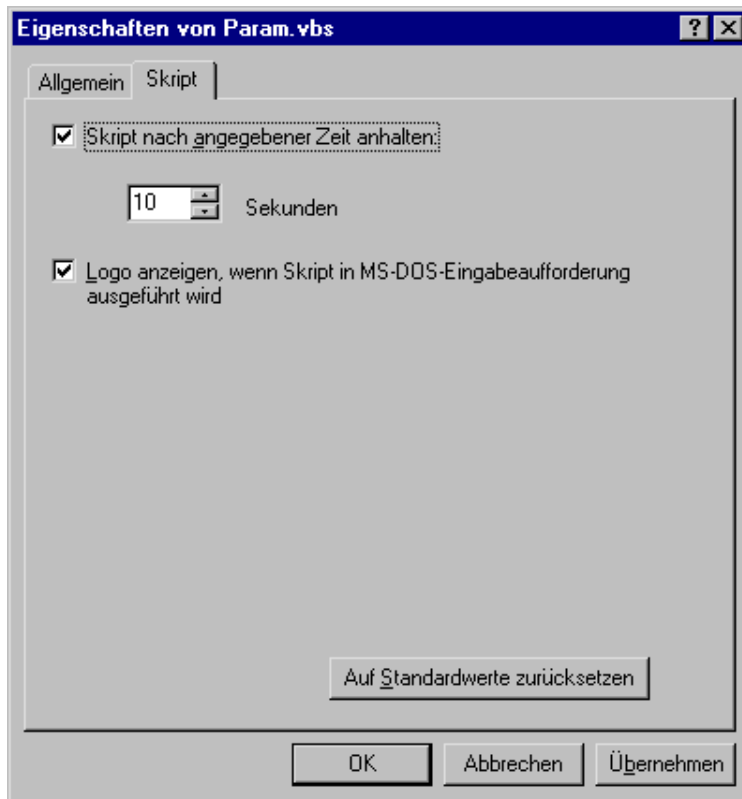 Eigenschaften von Param.vbs
Allgemein Skript
Skript nach angegebener Zeit anhalten:
10 Sekunden
Logo anzeigen, wenn Skript in MS-DOS-Eingabeaufforderung
ausgeführt wird
Auf Standardwerte zurücksetzen
OK Abbrechen Übernehmen